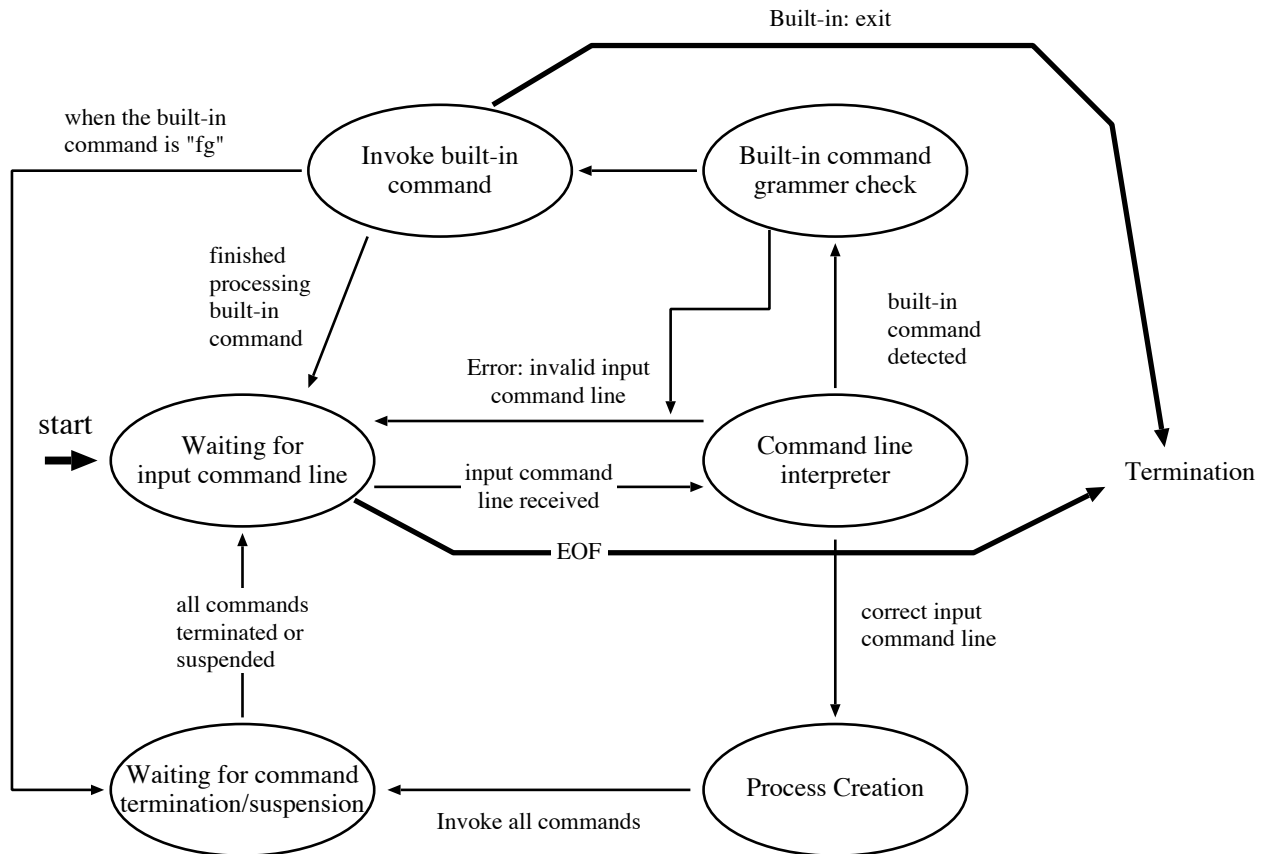 Built-in: exit
when the built-in
command is "fg"
Invoke built-in
command
Built-in command
grammer check
finished
processing
built-in
command
built-in
command
detected
Error: invalid input
command line
start
Waiting for
input command line
input command
line received
Command line
interpreter
Termination
EOF
all commands
terminated or
suspended
correct input
command line
Waiting for command
termination/suspension
Invoke all commands
Process Creation